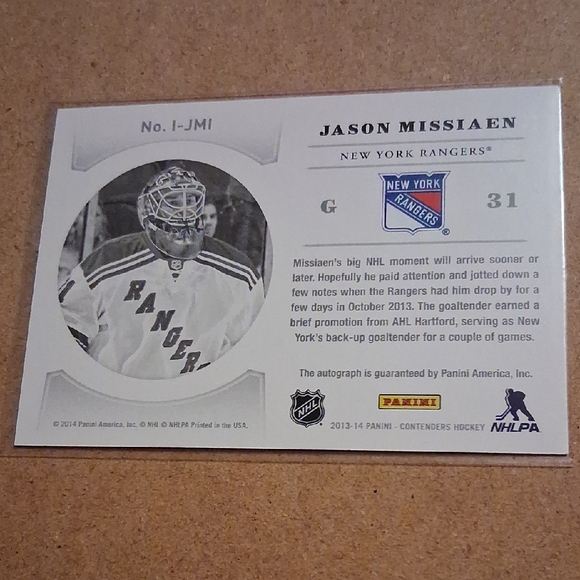 No. I-JMI
JASON MISSIAEN
NEW YORK RANGERS®
G
NEW YORK
RANGERS
®
31
RANGERS
Missiaen's big NHL moment will arrive sooner or
later. Hopefully he paid attention and jotted down a
few notes when the Rangers had him drop by for a
few days in October 2013. The goaltender earned a
brief promotion from AHL Hartford, serving as New
York's back-up goaltender for a couple of games.
The autograph is guaranteed by Panini America, Inc.
NHL
PANINI
NHLPA
© 2014 Panini America, Inc. © NHL © NHLPA Printed in the USA.
2013-14 PANINI - CONTENDERS HOCKEY